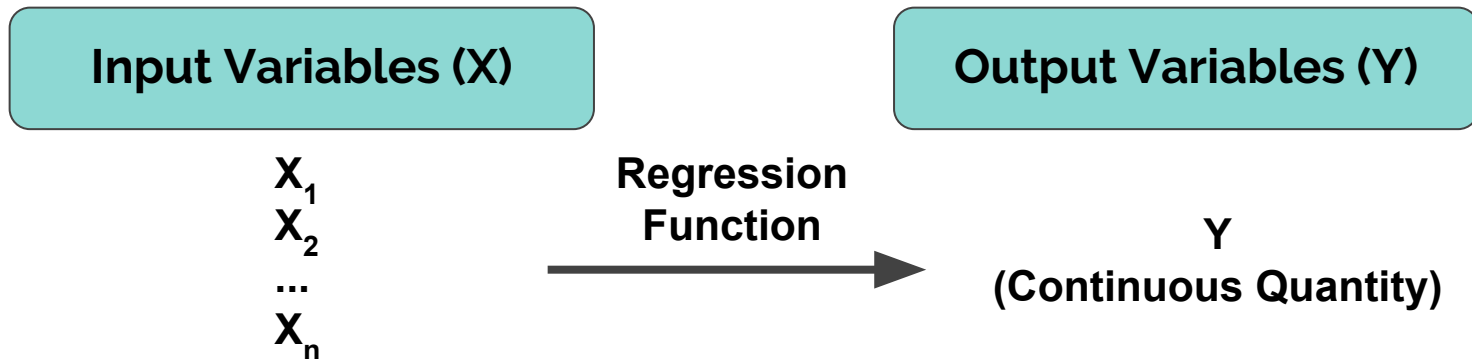 Input Variables (X)
Output Variables (Y)
X₁
X₂
...
Xₙ
Regression
Function
Y
(Continuous Quantity)